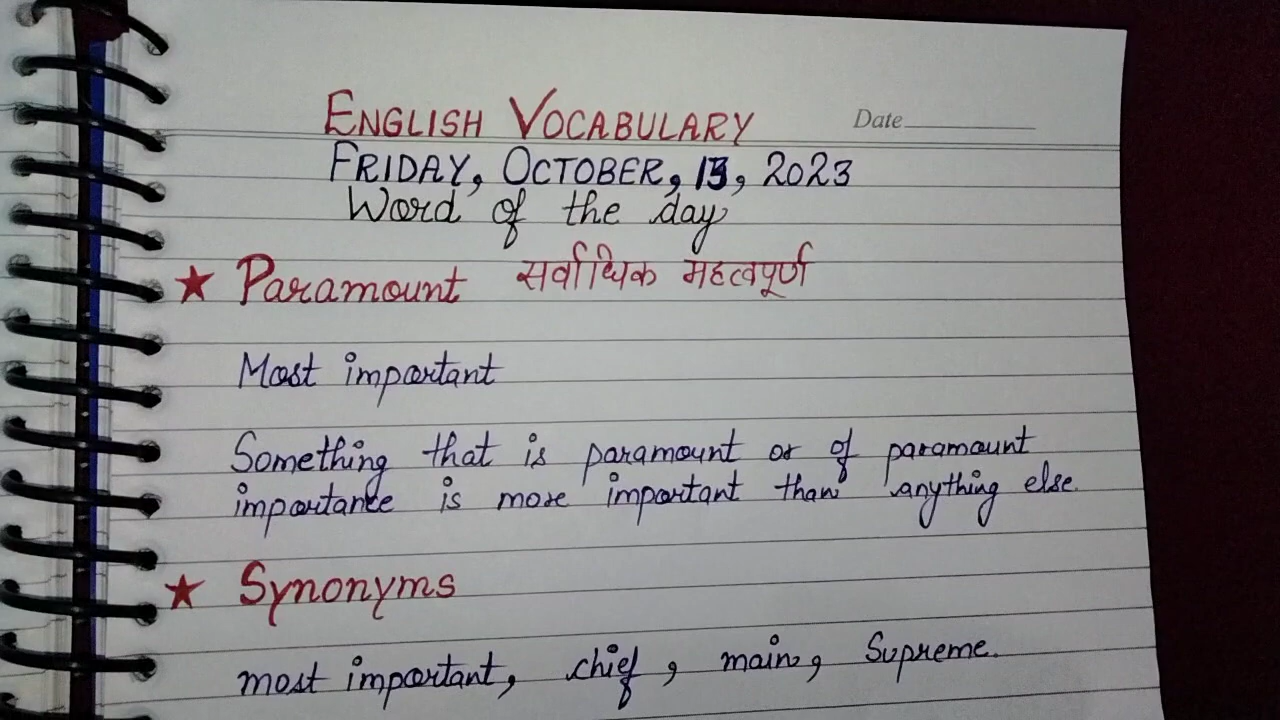 ENGLISH VOCABULARY Date
FRIDAY, OCTOBER, 13, 2023
Word of the day
★ Paramount सर्वाधिक महत्वपूर्ण
Most important
Something that is paramount or of paramount
importance is more important than anything else.
★ Synonyms
most important, chief, main, Supreme.